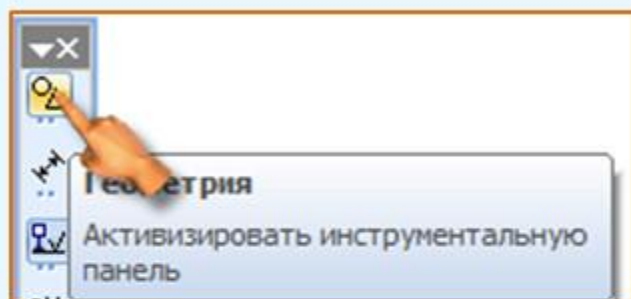 Геометрия
Активизировать инструментальную
панель